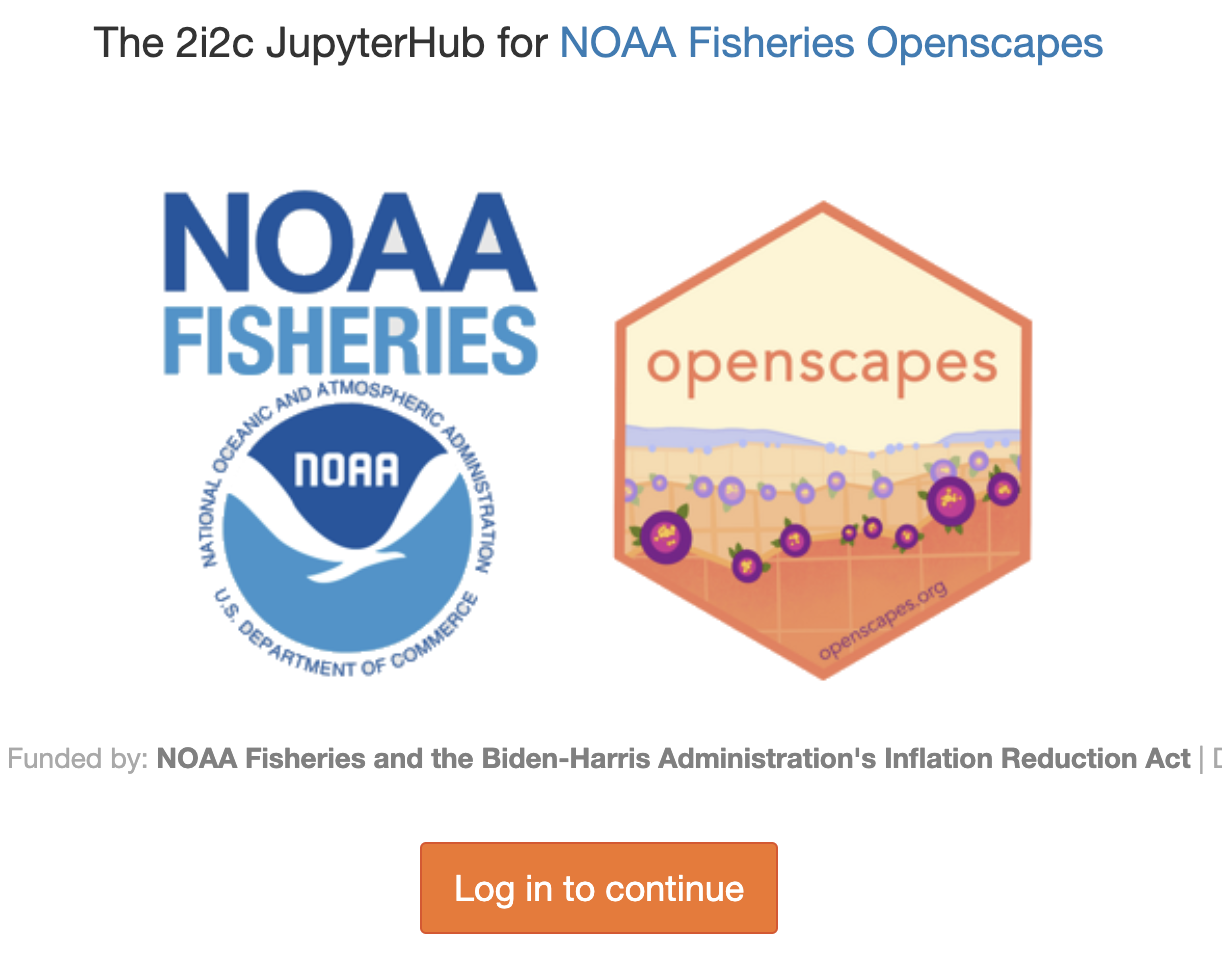 The 2i2c JupyterHub for NOAA Fisheries Openscapes
NOAA
FISHERIES
NATIONAL OCEANIC AND ATMOSPHERIC ADMINISTRATION
NOAA
U.S. DEPARTMENT OF COMMERCE
openscapes
openscapes.org
Funded by: NOAA Fisheries and the Biden-Harris Administration's Inflation Reduction Act |
Log in to continue